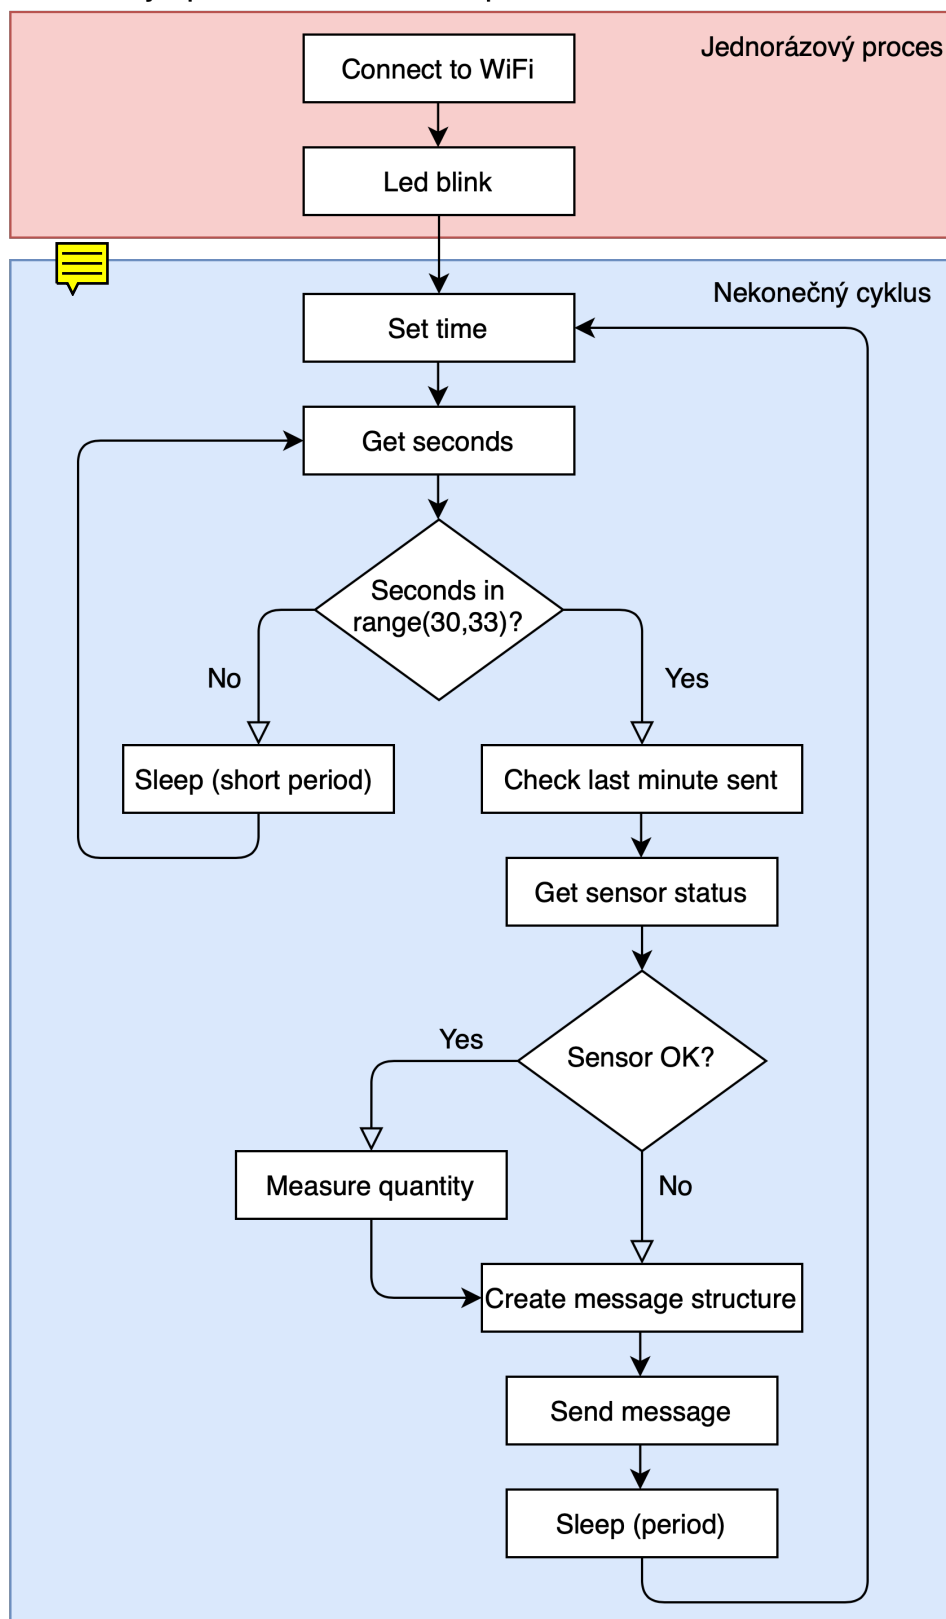 Jednorázový proces
Connect to WiFi
Led blink
Nekonečný cyklus
Set time
Get seconds
Seconds in
range(30,33)?
No
Yes
Sleep (short period)
Check last minute sent
Get sensor status
Yes
Sensor OK?
Measure quantity
No
Create message structure
Send message
Sleep (period)